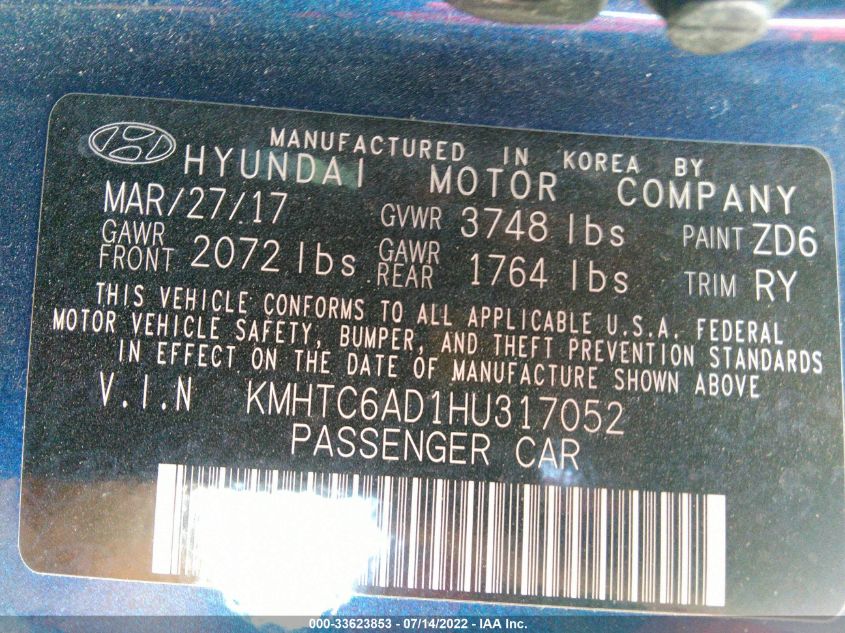 MANUFACTURED IN KOREA BY
HYUNDAI MOTOR COMPANY
MAR/27/17 GVWR 3748 lbs PAINT ZD6
GAWR FRONT 2072 lbs GAWR REAR 1764 lbs TRIM RY
THIS VEHICLE CONFORMS TO ALL APPLICABLE U.S.A. FEDERAL
MOTOR VEHICLE SAFETY, BUMPER, AND THEFT PREVENTION STANDARDS
IN EFFECT ON THE DATE OF MANUFACTURE SHOWN ABOVE
V.I.N KMHTC6AD1HU317052
PASSENGER CAR
000-33623853 - 07/14/2022 - IAA Inc.